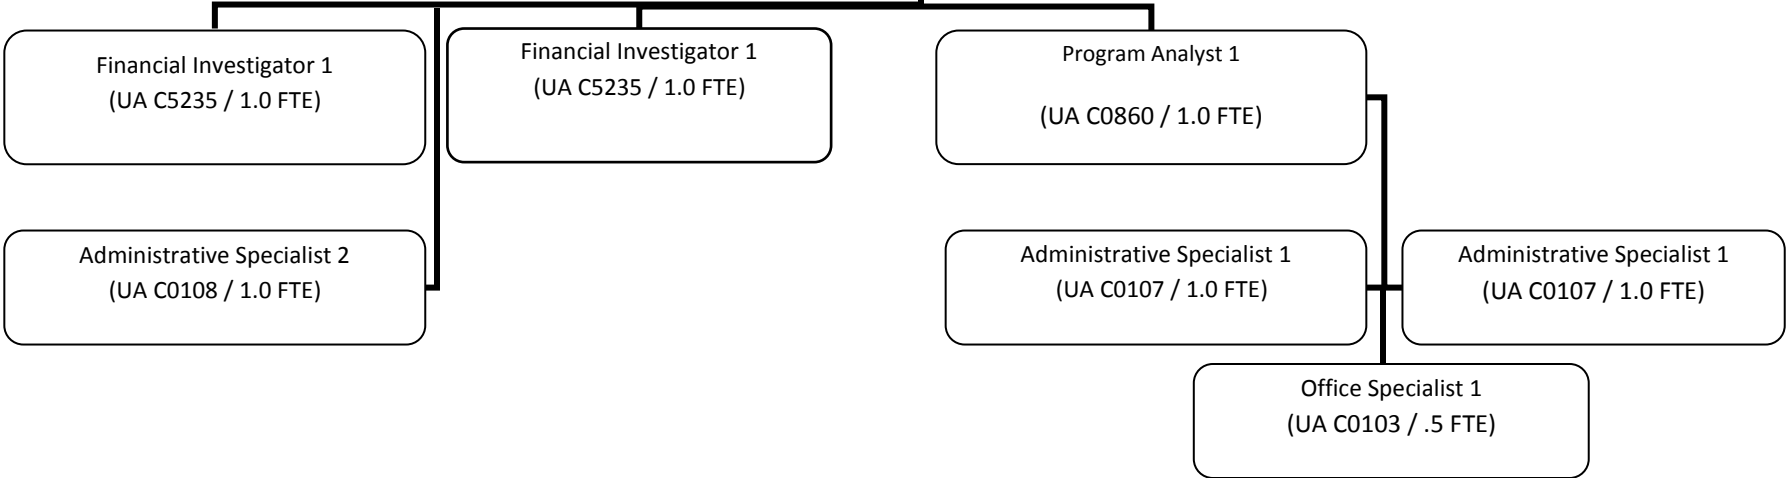 Financial Investigator 1
(UA C5235 / 1.0 FTE)
Financial Investigator 1
(UA C5235 / 1.0 FTE)
Program Analyst 1
(UA C0860 / 1.0 FTE)
Administrative Specialist 2
(UA C0108 / 1.0 FTE)
Administrative Specialist 1
(UA C0107 / 1.0 FTE)
Administrative Specialist 1
(UA C0107 / 1.0 FTE)
Office Specialist 1
(UA C0103 / .5 FTE)